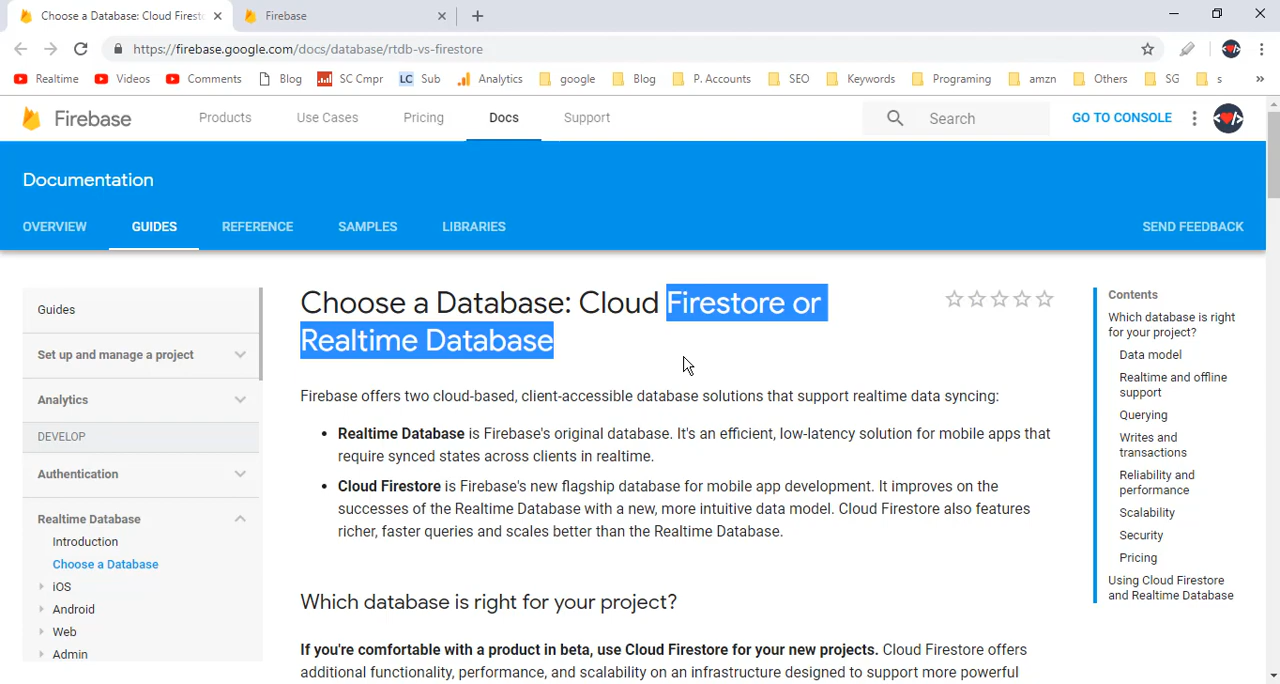 Choose a Database: Cloud Firesto
Firebase
https://firebase.google.com/docs/database/rtdb-vs-firestore
Realtime
Videos
Comments
Blog
SC Cmpr
LC Sub
Analytics
google
Blog
P. Accounts
SEO
Keywords
Programing
amzn
Others
SG
s
»
Firebase
Products
Use Cases
Pricing
Docs
Support
Search
GO TO CONSOLE
Documentation
OVERVIEW
GUIDES
REFERENCE
SAMPLES
LIBRARIES
SEND FEEDBACK
Guides
Set up and manage a project
Analytics
DEVELOP
Authentication
Realtime Database
Introduction
Choose a Database
iOS
Android
Web
Admin
Choose a Database: Cloud Firestore or
Realtime Database
Firebase offers two cloud-based, client-accessible database solutions that support realtime data syncing:
• Realtime Database is Firebase's original database. It's an efficient, low-latency solution for mobile apps that
require synced states across clients in realtime.
• Cloud Firestore is Firebase's new flagship database for mobile app development. It improves on the
successes of the Realtime Database with a new, more intuitive data model. Cloud Firestore also features
richer, faster queries and scales better than the Realtime Database.
Which database is right for your project?
If you're comfortable with a product in beta, use Cloud Firestore for your new projects. Cloud Firestore offers
additional functionality, performance, and scalability on an infrastructure designed to support more powerful
Contents
Which database is right
for your project?
Data model
Realtime and offline
support
Querying
Writes and
transactions
Reliability and
performance
Scalability
Security
Pricing
Using Cloud Firestore
and Realtime Database